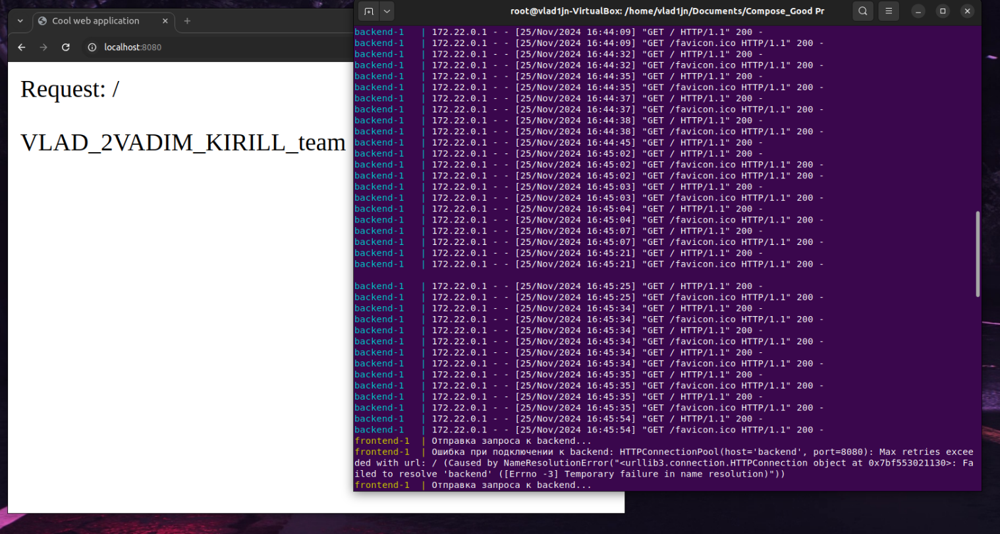 Cool web application
localhost:8080
Request: /
VLAD_2VADIM_KIRILL_team
root@vlad1jn-VirtualBox: /home/vlad1jn/Documents/Compose_Good Pr
backend-1 | 172.22.0.1 - - [25/Nov/2024 16:44:09] "GET / HTTP/1.1" 200 -
backend-1 | 172.22.0.1 - - [25/Nov/2024 16:44:09] "GET /favicon.ico HTTP/1.1" 200 -
backend-1 | 172.22.0.1 - - [25/Nov/2024 16:44:32] "GET / HTTP/1.1" 200 -
backend-1 | 172.22.0.1 - - [25/Nov/2024 16:44:32] "GET /favicon.ico HTTP/1.1" 200 -
backend-1 | 172.22.0.1 - - [25/Nov/2024 16:44:35] "GET / HTTP/1.1" 200 -
backend-1 | 172.22.0.1 - - [25/Nov/2024 16:44:35] "GET /favicon.ico HTTP/1.1" 200 -
backend-1 | 172.22.0.1 - - [25/Nov/2024 16:44:37] "GET / HTTP/1.1" 200 -
backend-1 | 172.22.0.1 - - [25/Nov/2024 16:44:37] "GET /favicon.ico HTTP/1.1" 200 -
backend-1 | 172.22.0.1 - - [25/Nov/2024 16:44:38] "GET / HTTP/1.1" 200 -
backend-1 | 172.22.0.1 - - [25/Nov/2024 16:44:38] "GET /favicon.ico HTTP/1.1" 200 -
backend-1 | 172.22.0.1 - - [25/Nov/2024 16:44:45] "GET / HTTP/1.1" 200 -
backend-1 | 172.22.0.1 - - [25/Nov/2024 16:45:02] "GET / HTTP/1.1" 200 -
backend-1 | 172.22.0.1 - - [25/Nov/2024 16:45:02] "GET /favicon.ico HTTP/1.1" 200 -
backend-1 | 172.22.0.1 - - [25/Nov/2024 16:45:02] "GET /favicon.ico HTTP/1.1" 200 -
backend-1 | 172.22.0.1 - - [25/Nov/2024 16:45:03] "GET / HTTP/1.1" 200 -
backend-1 | 172.22.0.1 - - [25/Nov/2024 16:45:03] "GET /favicon.ico HTTP/1.1" 200 -
backend-1 | 172.22.0.1 - - [25/Nov/2024 16:45:04] "GET / HTTP/1.1" 200 -
backend-1 | 172.22.0.1 - - [25/Nov/2024 16:45:04] "GET /favicon.ico HTTP/1.1" 200 -
backend-1 | 172.22.0.1 - - [25/Nov/2024 16:45:07] "GET / HTTP/1.1" 200 -
backend-1 | 172.22.0.1 - - [25/Nov/2024 16:45:07] "GET /favicon.ico HTTP/1.1" 200 -
backend-1 | 172.22.0.1 - - [25/Nov/2024 16:45:21] "GET / HTTP/1.1" 200 -
backend-1 | 172.22.0.1 - - [25/Nov/2024 16:45:21] "GET /favicon.ico HTTP/1.1" 200 -
backend-1 | 172.22.0.1 - - [25/Nov/2024 16:45:25] "GET / HTTP/1.1" 200 -
backend-1 | 172.22.0.1 - - [25/Nov/2024 16:45:25] "GET /favicon.ico HTTP/1.1" 200 -
backend-1 | 172.22.0.1 - - [25/Nov/2024 16:45:34] "GET / HTTP/1.1" 200 -
backend-1 | 172.22.0.1 - - [25/Nov/2024 16:45:34] "GET /favicon.ico HTTP/1.1" 200 -
backend-1 | 172.22.0.1 - - [25/Nov/2024 16:45:34] "GET / HTTP/1.1" 200 -
backend-1 | 172.22.0.1 - - [25/Nov/2024 16:45:34] "GET /favicon.ico HTTP/1.1" 200 -
backend-1 | 172.22.0.1 - - [25/Nov/2024 16:45:34] "GET / HTTP/1.1" 200 -
backend-1 | 172.22.0.1 - - [25/Nov/2024 16:45:34] "GET /favicon.ico HTTP/1.1" 200 -
backend-1 | 172.22.0.1 - - [25/Nov/2024 16:45:35] "GET / HTTP/1.1" 200 -
backend-1 | 172.22.0.1 - - [25/Nov/2024 16:45:35] "GET /favicon.ico HTTP/1.1" 200 -
backend-1 | 172.22.0.1 - - [25/Nov/2024 16:45:35] "GET / HTTP/1.1" 200 -
backend-1 | 172.22.0.1 - - [25/Nov/2024 16:45:35] "GET /favicon.ico HTTP/1.1" 200 -
backend-1 | 172.22.0.1 - - [25/Nov/2024 16:45:54] "GET / HTTP/1.1" 200 -
backend-1 | 172.22.0.1 - - [25/Nov/2024 16:45:54] "GET /favicon.ico HTTP/1.1" 200 -
frontend-1 | Отправка запроса к backend...
frontend-1 | Ошибка при подключении к backend: HTTPConnectionPool(host='backend', port=8080): Max retries excee
ded with url: / (Caused by NameResolutionError("<urllib3.connection.HTTPConnection object at 0x7bf553021130>: Fa
iled to resolve 'backend' ([Errno -3] Temporary failure in name resolution)"))
frontend-1 | Отправка запроса к backend...